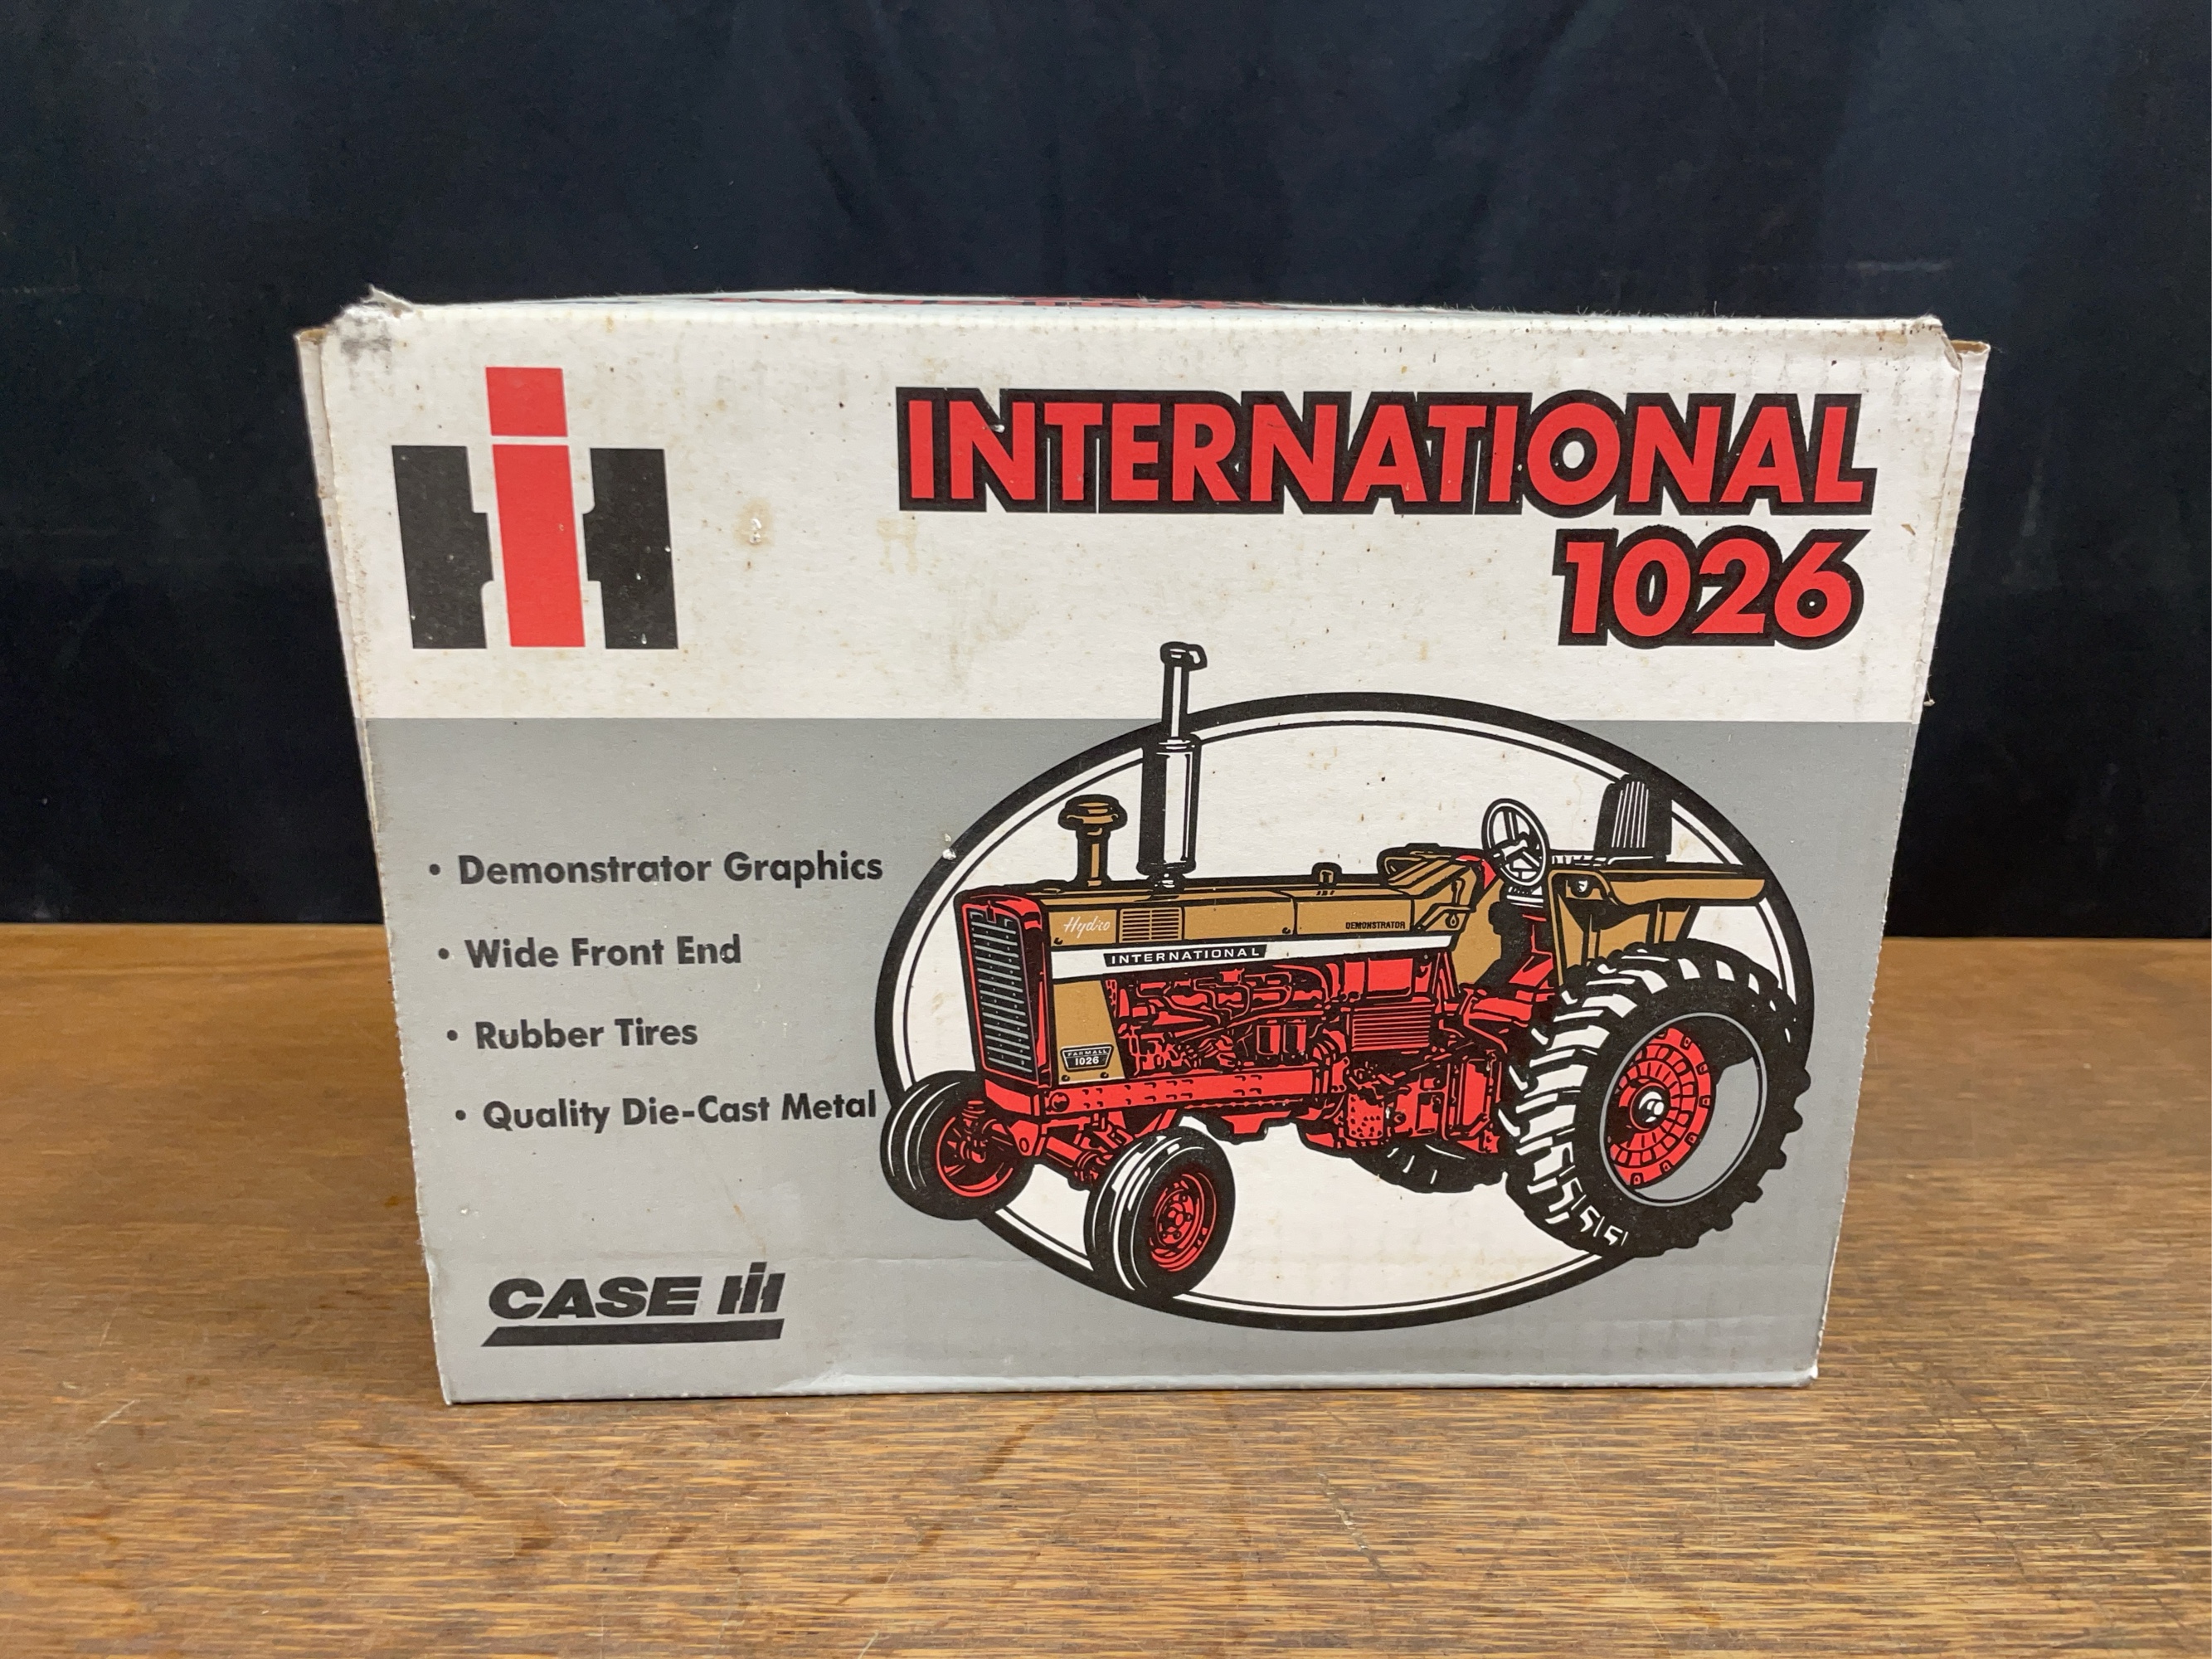 IH
INTERNATIONAL
1026
• Demonstrator Graphics
• Wide Front End
• Rubber Tires
• Quality Die-Cast Metal
Hydro
DEMONSTRATOR
INTERNATIONAL
FARMALL
1026
CASE IH